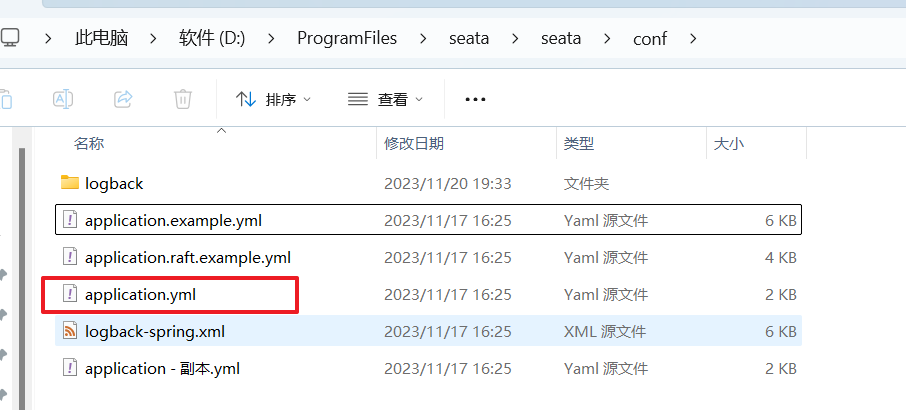 此电脑 > 软件 (D:) > ProgramFiles > seata > seata > conf >
排序 查看 ...
名称 修改日期 类型 大小
logback 2023/11/20 19:33 文件夹
application.example.yml 2023/11/17 16:25 Yaml 源文件 6 KB
application.raft.example.yml 2023/11/17 16:25 Yaml 源文件 4 KB
application.yml 2023/11/17 16:25 Yaml 源文件 2 KB
logback-spring.xml 2023/11/17 16:25 XML 源文件 6 KB
application - 副本.yml 2023/11/17 16:25 Yaml 源文件 2 KB